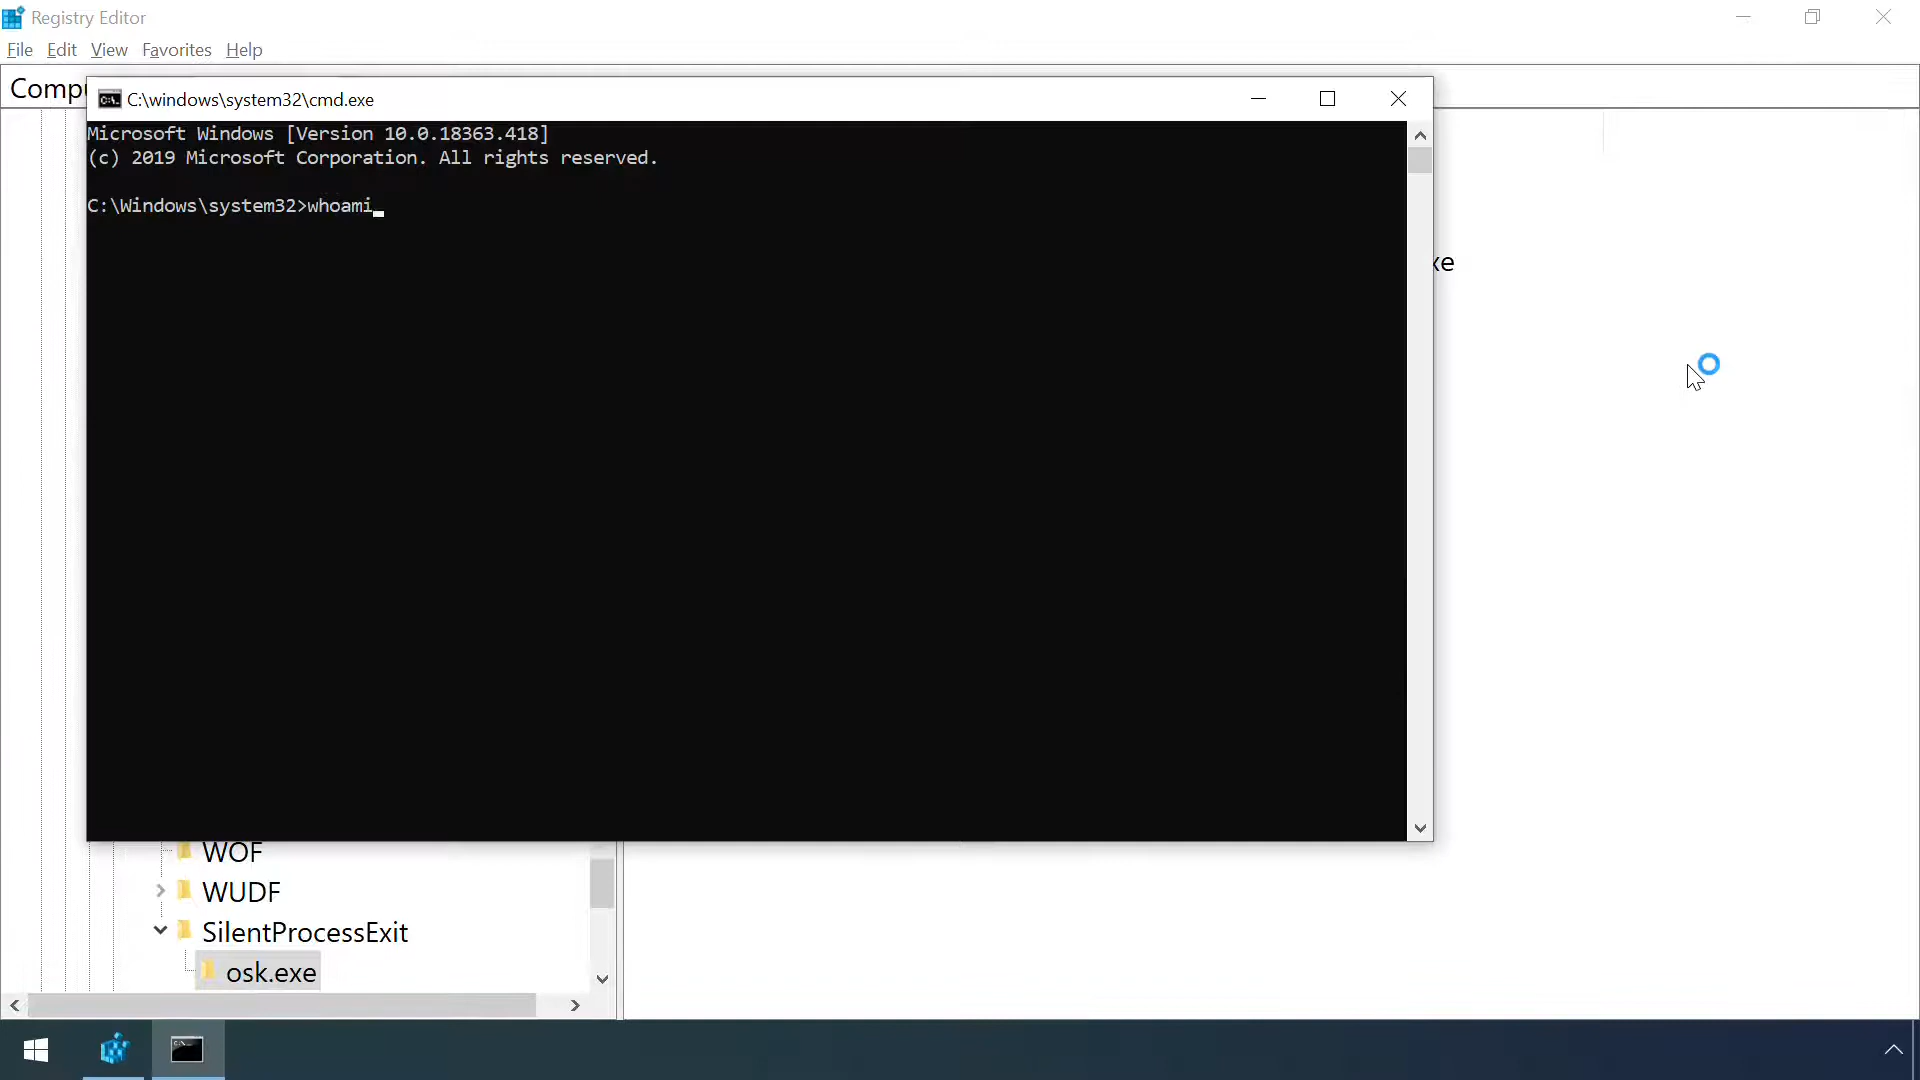 Registry Editor
File Edit View Favorites Help
Comp
C:\windows\system32\cmd.exe
Microsoft Windows [Version 10.0.18363.418]
(c) 2019 Microsoft Corporation. All rights reserved.
C:\Windows\system32>whoami
xe
WOF
WUDF
SilentProcessExit
osk.exe